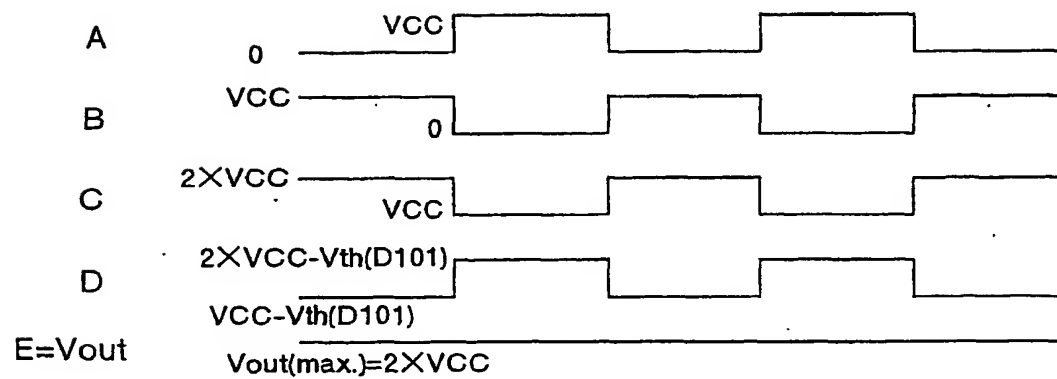 A
VCC
0
B
VCC
0
C
2×VCC
VCC
D
2×VCC-Vth(D101)
VCC-Vth(D101)
E=Vout
Vout(max.)=2×VCC